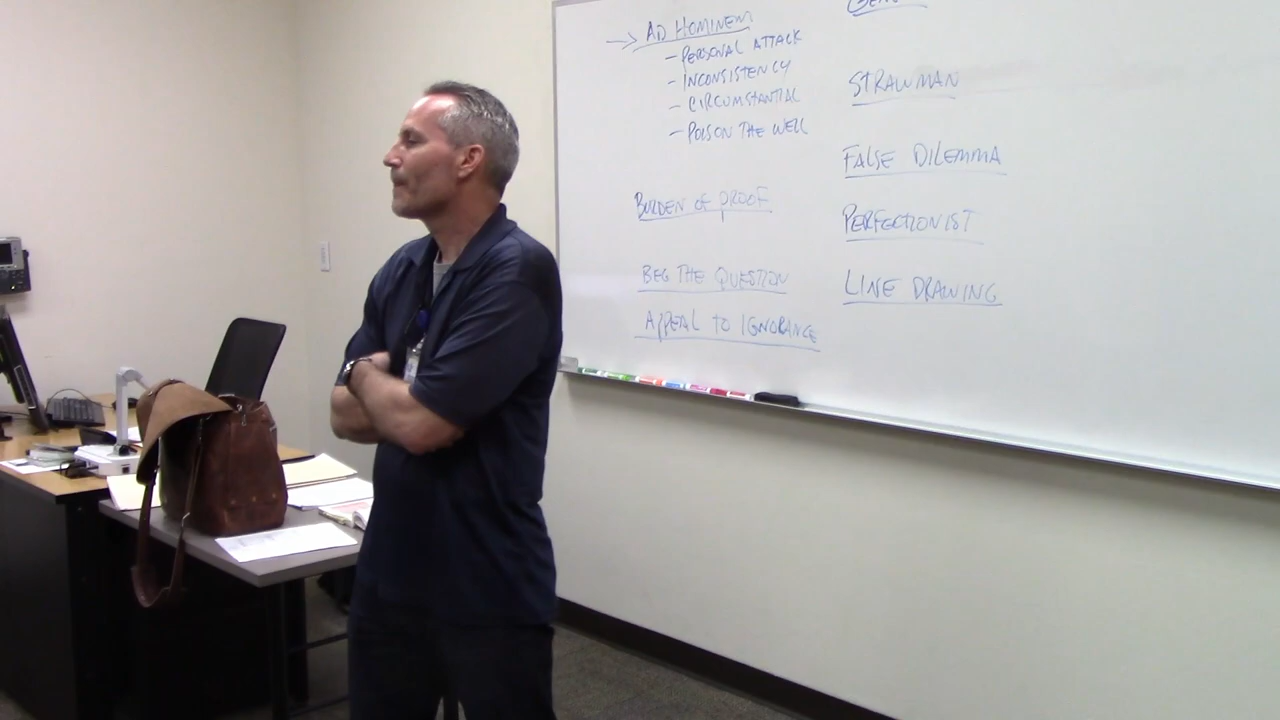 AD HOMINEM
- PERSONAL ATTACK
- INCONSISTENCY
- CIRCUMSTANTIAL
- POISON THE WELL
BURDEN OF PROOF
BEG THE QUESTION
APPEAL TO IGNORANCE
STRAWMAN
FALSE DILEMMA
PERFECTIONIST
LINE DRAWING